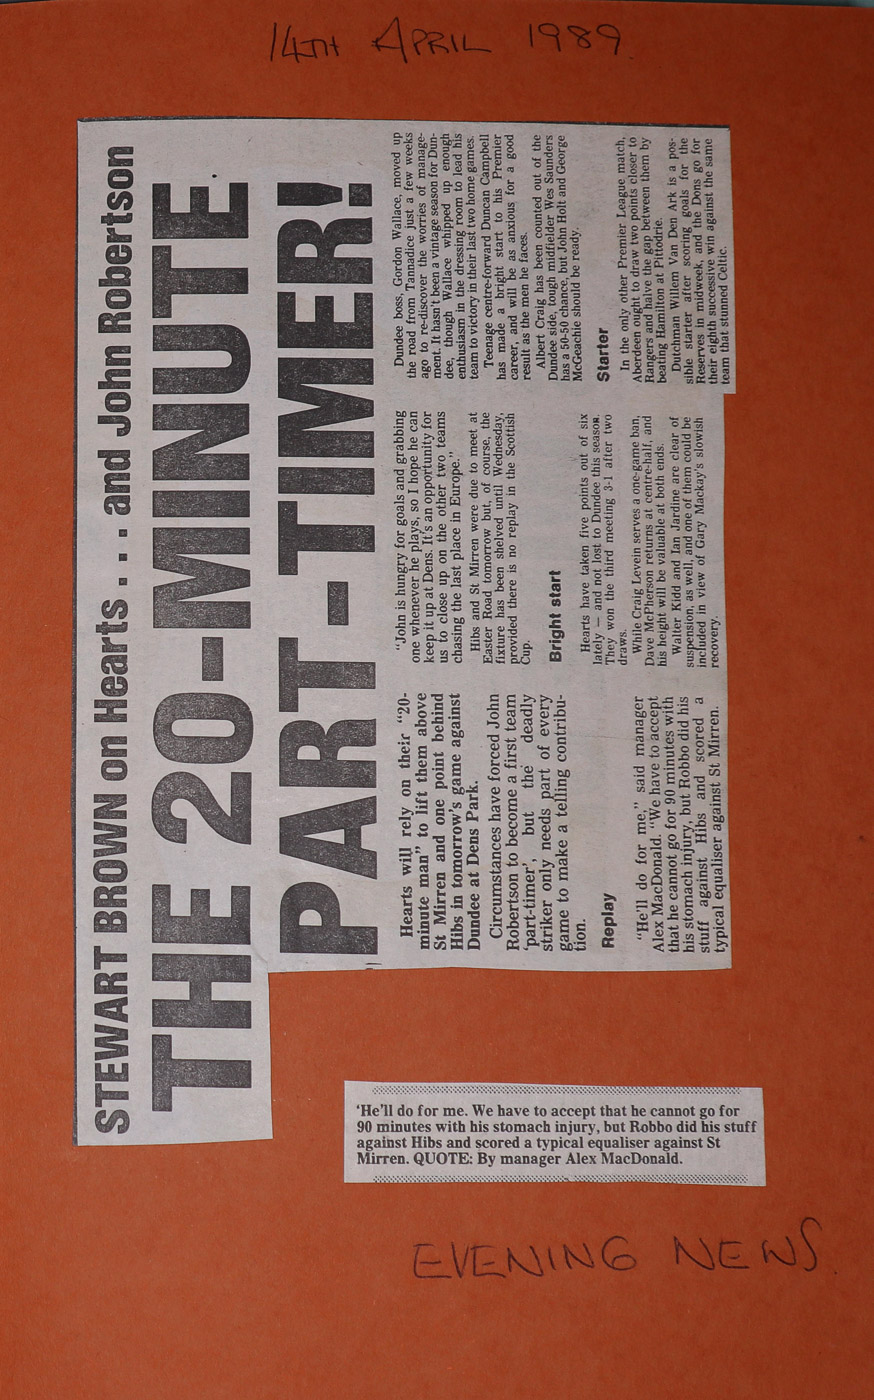 14TH APRIL 1989
STEWART BROWN on Hearts . . . and John Robertson
THE 20-MINUTE
PART-TIMER!
Hearts will rely on their “20-
minute man” to lift them above
St Mirren and one point behind
Hibs in tomorrow's game against
Dundee at Dens Park.
Circumstances have forced John
Robertson to become a first team
‘part-timer’, but the deadly
striker only needs part of every
game to make a telling contribu-
tion.
Replay
“He'll do for me,” said manager
Alex MacDonald. “We have to accept
that he cannot go for 90 minutes with
his stomach injury, but Robbo did his
stuff against Hibs and scored a
typical equaliser against St Mirren.
“John is hungry for goals and grabbing
one whenever he plays, so I hope he can
keep it up at Dens. It's an opportunity for
us to close up on the other two teams
chasing the last place in Europe.”
Hibs and St Mirren were due to meet at
Easter Road tomorrow but, of course, the
fixture has been shelved until Wednesday,
provided there is no replay in the Scottish
Cup.
Bright start
Hearts have taken five points out of six
lately — and not lost to Dundee this season.
They won the third meeting 3-1 after two
draws.
While Craig Levein serves a one-game ban,
Dave McPherson returns at centre-half, and
his height will be valuable at both ends.
Walter Kidd and Ian Jardine are clear of
suspension, as well, and one of them could be
included in view of Gary Mackay's slowish
recovery.
Dundee boss, Gordon Wallace, moved up
the road from Tannadice just a few weeks
ago to re-discover the worries of manage-
ment. It hasn't been a vintage season for Dun-
dee, though Wallace whipped up enough
enthusiasm in the dressing room to lead his
team to victory in their last two home games.
Teenage centre-forward Duncan Campbell
has made a bright start to his Premier
career, and will be as anxious for a good
result as the men he faces.
Albert Craig has been counted out of the
Dundee side, tough midfielder Wes Saunders
has a 50-50 chance, but John Holt and George
McGeachie should be ready.
Starter
In the only other Premier League match,
Aberdeen ought to draw two points closer to
Rangers and halve the gap between them by
beating Hamilton at Pittodrie.
Dutchman Willem Van Den Ark is a pos-
sible starter after scoring goals for the
Reserves in midweek, and the Dons go for
their eighth successive win against the same
team that stunned Celtic.
‘He'll do for me. We have to accept that he cannot go for
90 minutes with his stomach injury, but Robbo did his stuff
against Hibs and scored a typical equaliser against St
Mirren. QUOTE: By manager Alex MacDonald.
EVENING NEWS